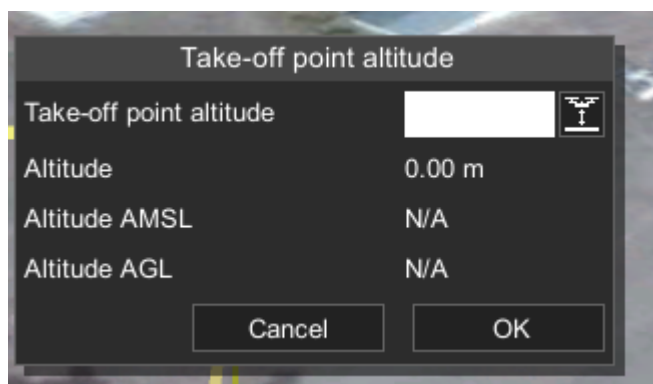 Take-off point altitude
Take-off point altitude
Altitude 0.00 m
Altitude AMSL N/A
Altitude AGL N/A
Cancel OK